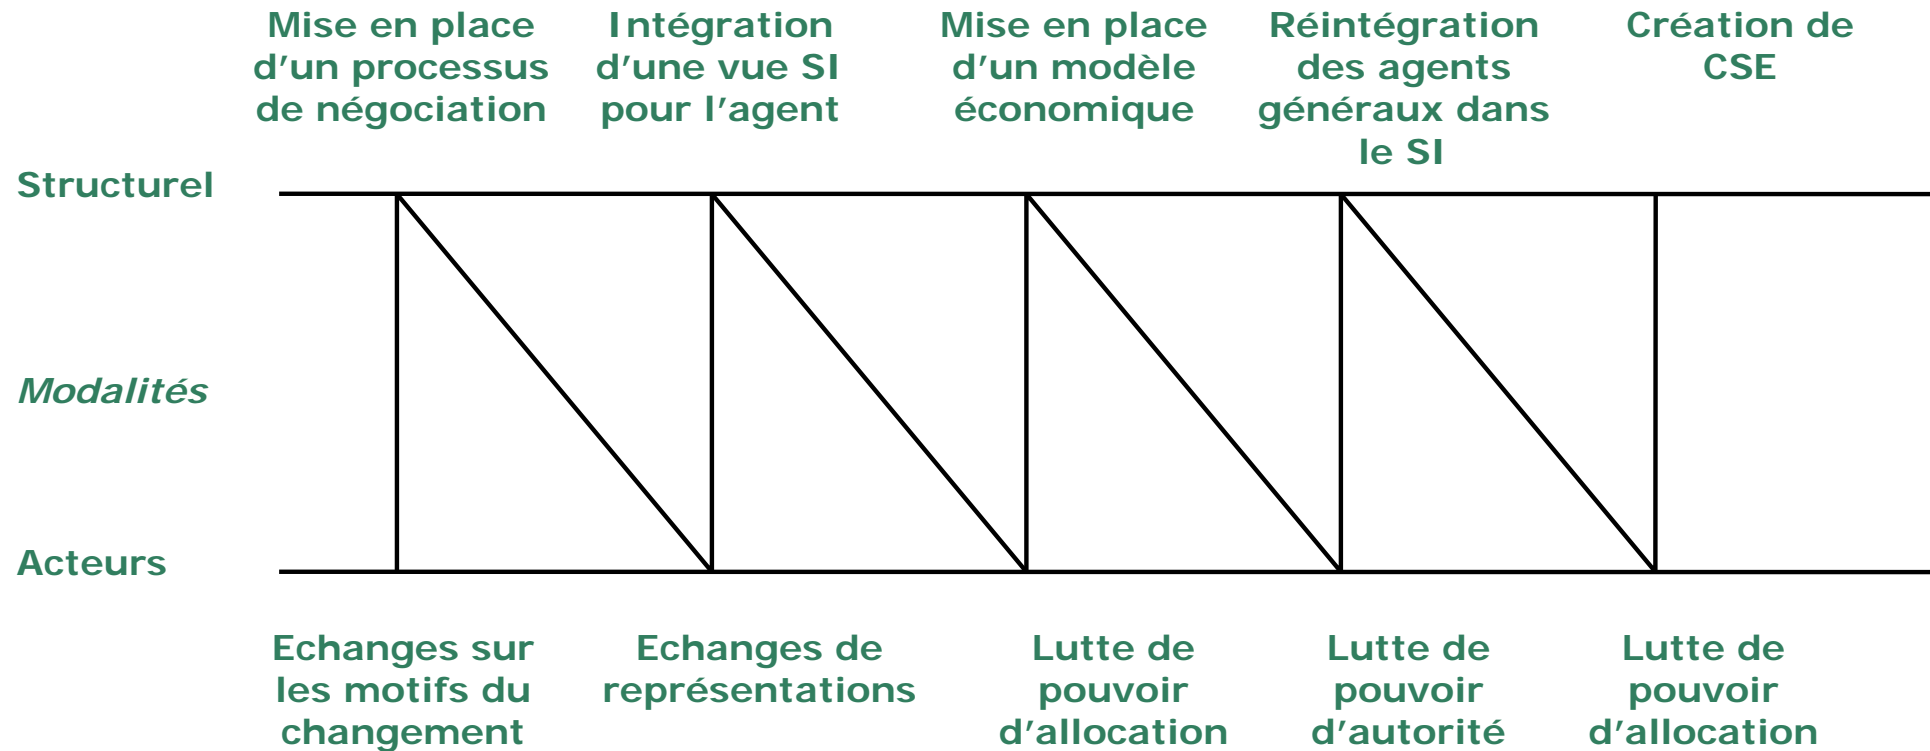 Mise en place
d'un processus
de négociation
Intégration
d'une vue SI
pour l'agent
Mise en place
d'un modèle
économique
Réintégration
des agents
généraux dans
le SI
Création de
CSE
Structurel
Modalités
Acteurs
Echanges sur
les motifs du
changement
Echanges de
représentations
Lutte de
pouvoir
d'allocation
Lutte de
pouvoir
d'autorité
Lutte de
pouvoir
d'allocation